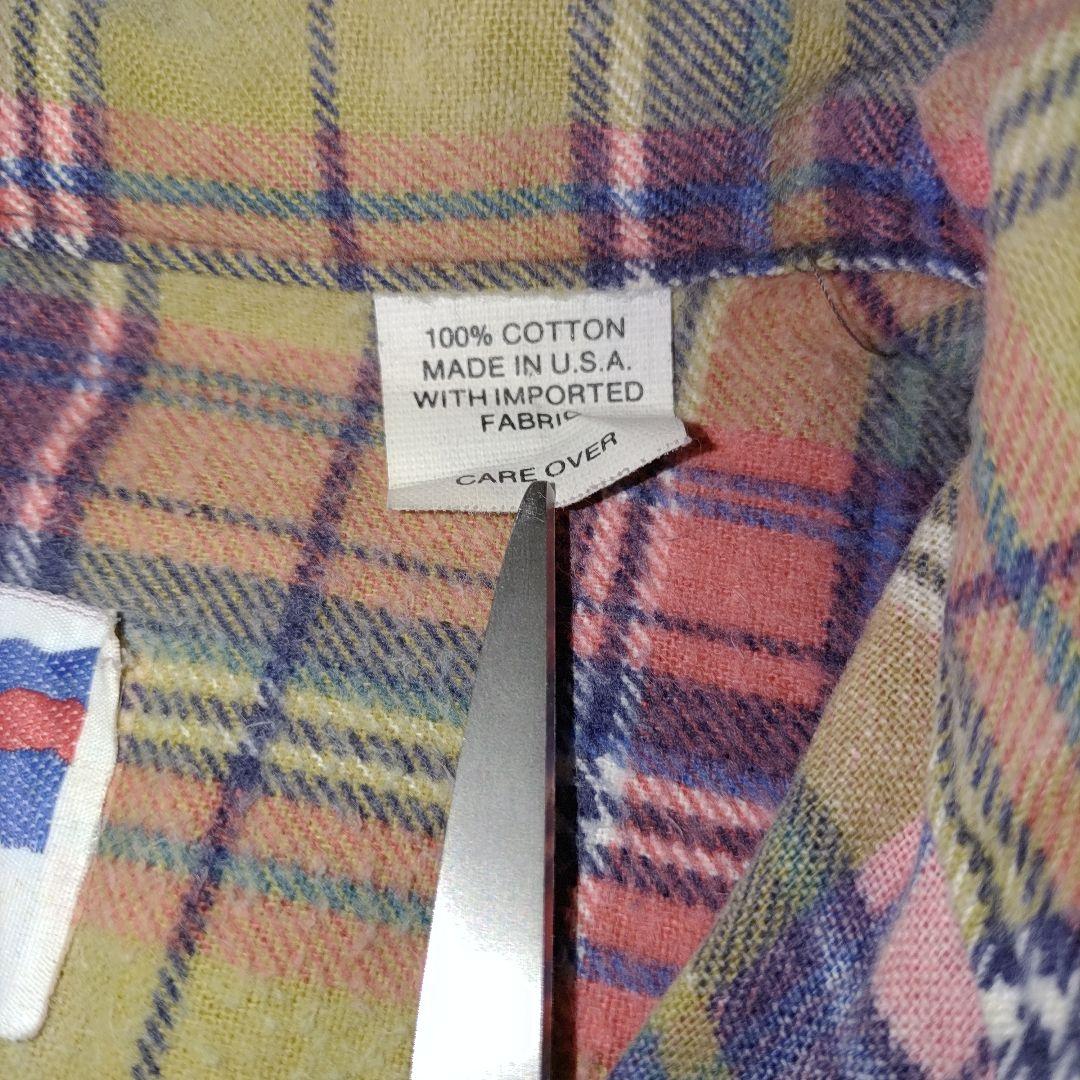 100% COTTON
MADE IN U.S.A.
WITH IMPORTED
FABRIC
CARE OVER